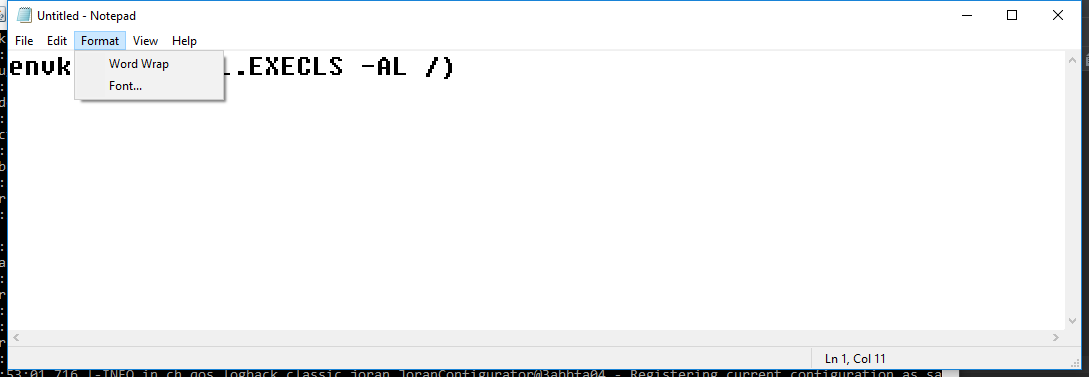 Untitled - Notepad
File Edit Format View Help
Word Wrap
Font...
envk .EXECLS -AL /)
Ln 1, Col 11
:53:01,716 |-INFO in ch.qos.logback.classic.joran.JoranConfigurator@3abbfa04 - Registering current configuration as sa